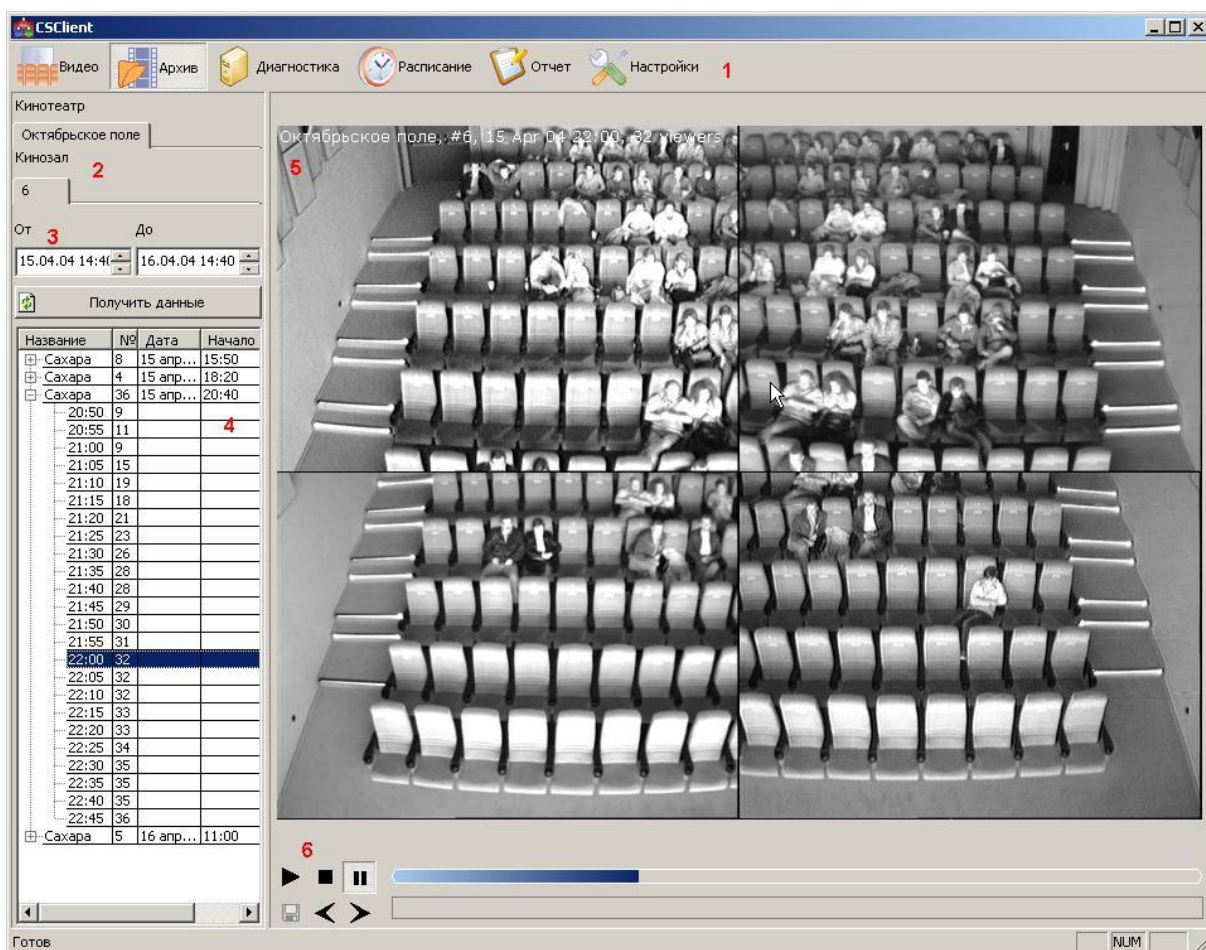 CSClient
Видео Архив Диагностика Расписание Отчет Настройки 1
Кинотеатр
Октябрьское поле
Кинозал
2
6
От До
3
15.04.04 14:40 16.04.04 14:40
Получить данные
Название № Дата Начало
Сахара 8 15 апр... 15:50
Сахара 4 15 апр... 18:20
Сахара 36 15 апр... 20:40
20:50 9
4
20:55 11
21:00 9
21:05 15
21:10 19
21:15 18
21:20 21
21:25 23
21:30 26
21:35 28
21:40 28
21:45 29
21:50 30
21:55 31
22:00 32
22:05 32
22:10 32
22:15 33
22:20 33
22:25 34
22:30 35
22:35 35
22:40 35
22:45 36
Сахара 5 16 апр... 11:00
Октябрьское поле, #6, 15 Apr 04 22:00, 32 viewers
5
6
Готов
NUM